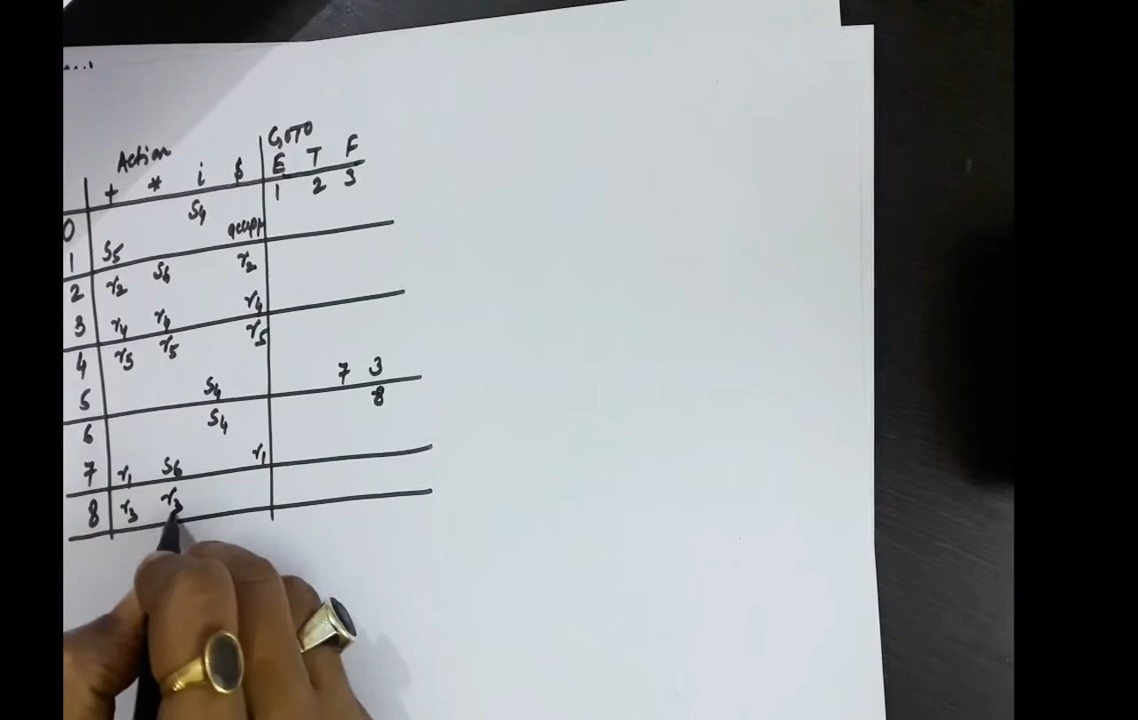 ....
Action GOTO
+ * i $ E T F
0 S4 1 2 3
1 S5 accept
2 r2 S6 r2
3 r4 r4 r4
4 r5 r5 r5
5 S4 7 3
6 S4 8
7 r1 S6 r1
8 r3 r3